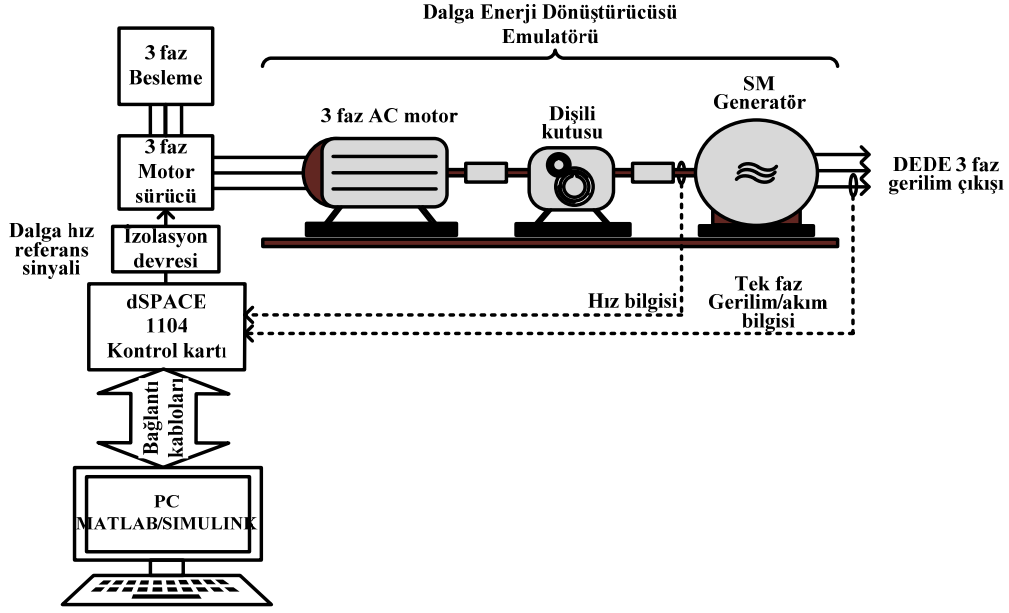 Dalga Enerji Dönüştürücüsü
Emulatörü
3 faz
Besleme
3 faz AC motor
Dişili
kutusu
SM
Generatör
3 faz
Motor
sürücü
DEDE 3 faz
gerilim çıkışı
Dalga hız
referans
sinyali
İzolasyon
devresi
Hız bilgisi
Tek faz
Gerilim/akım
bilgisi
dSPACE
1104
Kontrol kartı
Bağlantı
kabloları
PC
MATLAB/SIMULINK